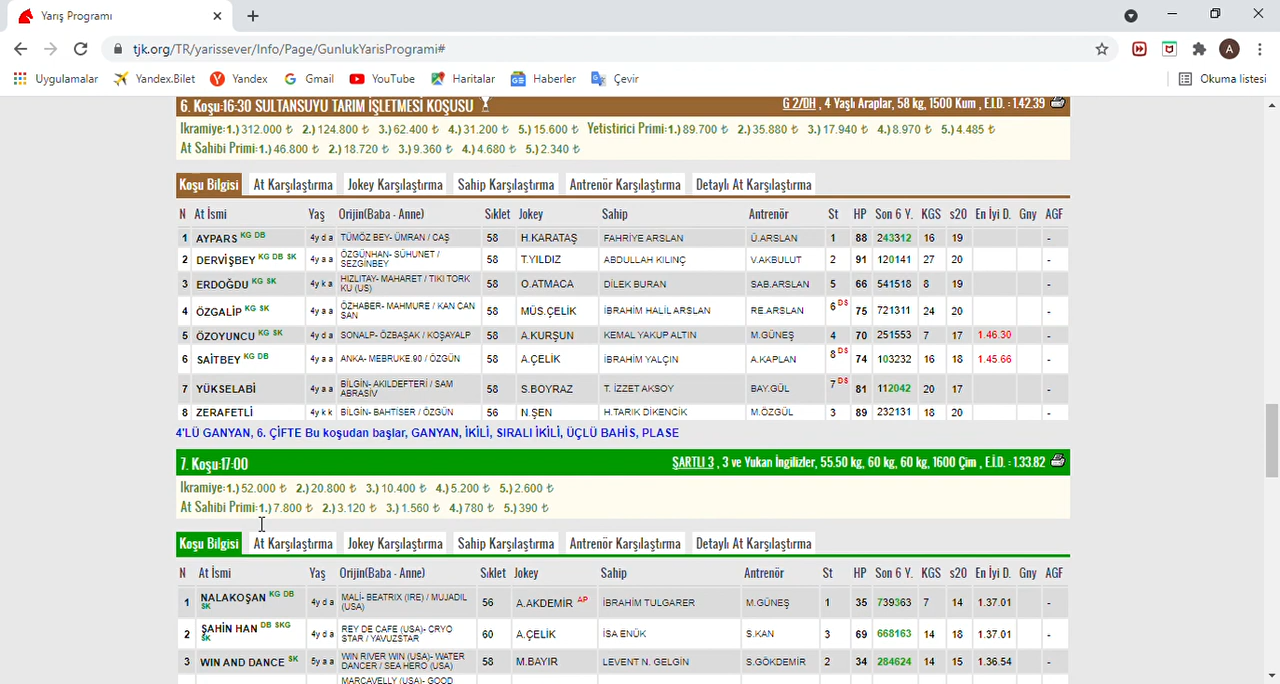 Yarış Programı
tjk.org/TR/yarissever/Info/Page/GunlukYarisProgrami#
A
Uygulamalar Yandex.Bilet Yandex Gmail YouTube Haritalar Haberler Çevir Okuma listesi
6. Koşu:16:30 SULTANSUYU TARIM İŞLETMESİ KOŞUSU G 2/DH , 4 Yaşlı Araplar, 58 kg, 1500 Kum , E.İ.D. : 1.42.39
Ikramiye:1.) 312.000 ₺ 2.) 124.800 ₺ 3.) 62.400 ₺ 4.) 31.200 ₺ 5.) 15.600 ₺ Yetistirici Primi:1.) 89.700 ₺ 2.) 35.880 ₺ 3.) 17.940 ₺ 4.) 8.970 ₺ 5.) 4.485 ₺
At Sahibi Primi:1.) 46.800 ₺ 2.) 18.720 ₺ 3.) 9.360 ₺ 4.) 4.680 ₺ 5.) 2.340 ₺
Koşu Bilgisi At Karşılaştırma Jokey Karşılaştırma Sahip Karşılaştırma Antrenör Karşılaştırma Detaylı At Karşılaştırma
N At İsmi Yaş Orijin(Baba - Anne) Sıklet Jokey Sahip Antrenör St HP Son 6 Y. KGS s20 En İyi D. Gny AGF
1 AYPARS KG DB 4y d a TÜMÖZ BEY- ÜMRAN / CAŞ 58 H.KARATAŞ FAHRİYE ARSLAN Ü.ARSLAN 1 88 243312 16 19 -
2 DERVİŞBEY KG DB SK 4y a a ÖZGÜNHAN- SÜHUNET / SEZGİNBEY 58 T.YILDIZ ABDULLAH KILINÇ V.AKBULUT 2 91 120141 27 20 -
3 ERDOĞDU KG SK 4y k a HIZLITAY- MAHARET / TIKI TORK KU (US) 58 O.ATMACA DİLEK BURAN SAB.ARSLAN 5 66 541518 8 19 -
4 ÖZGALİP KG SK 4y a a ÖZHABER- MAHMURE / KAN CAN SAN 58 MÜS.ÇELİK İBRAHİM HALİL ARSLAN RE.ARSLAN 6 DS 75 721311 24 20 -
5 ÖZOYUNCU KG SK 4y d a SONALP- ÖZBAŞAK / KOŞAYALP 58 A.KURŞUN KEMAL YAKUP ALTIN M.GÜNEŞ 4 70 251553 7 17 1.46.30 -
6 SAİTBEY KG DB 4y a a ANKA- MEBRUKE.90 / ÖZGÜN 58 A.ÇELİK İBRAHİM YALÇIN A.KAPLAN 8 DS 74 103232 16 18 1.45.66 -
7 YÜKSELABİ 4y a a BİLGİN- AKILDEFTERİ / SAM ABRASIV 58 S.BOYRAZ T. İZZET AKSOY BAY.GÜL 7 DS 81 112042 20 17 -
8 ZERAFETLİ 4y k k BİLGİN- BAHTİSER / ÖZGÜN 56 N.ŞEN H.TARIK DİKENCİK M.ÖZGÜL 3 89 232131 18 20 -
4'LÜ GANYAN, 6. ÇİFTE Bu koşudan başlar, GANYAN, İKİLİ, SIRALI İKİLİ, ÜÇLÜ BAHİS, PLASE
7. Koşu:17:00 ŞARTLI 3 , 3 ve Yukarı İngilizler, 55.50 kg, 60 kg, 60 kg, 1600 Çim , E.İ.D. : 1.33.82
Ikramiye:1.) 52.000 ₺ 2.) 20.800 ₺ 3.) 10.400 ₺ 4.) 5.200 ₺ 5.) 2.600 ₺
At Sahibi Primi:1.) 7.800 ₺ 2.) 3.120 ₺ 3.) 1.560 ₺ 4.) 780 ₺ 5.) 390 ₺
Koşu Bilgisi At Karşılaştırma Jokey Karşılaştırma Sahip Karşılaştırma Antrenör Karşılaştırma Detaylı At Karşılaştırma
N At İsmi Yaş Orijin(Baba - Anne) Sıklet Jokey Sahip Antrenör St HP Son 6 Y. KGS s20 En İyi D. Gny AGF
1 NALAKOŞAN KG DB SK 4y d a MALİ- BEATRIX (IRE) / MUJADIL (USA) 56 A.AKDEMİR AP İBRAHİM TULGARER M.GÜNEŞ 1 35 739363 7 14 1.37.01 -
2 ŞAHİN HAN DB SKG SK 4y d a REY DE CAFE (USA)- CRYO STAR / YAVUZSTAR 60 A.ÇELİK İSA ENÜK S.KAN 3 69 668163 14 18 1.37.01 -
3 WIN AND DANCE SK 5y a a WIN RIVER WIN (USA)- WATER DANCER / SEA HERO (USA) 58 M.BAYIR LEVENT N. GELGİN S.GÖKDEMİR 2 34 284624 14 15 1.36.54 -
MARCAVELLY (USA)- GOOD